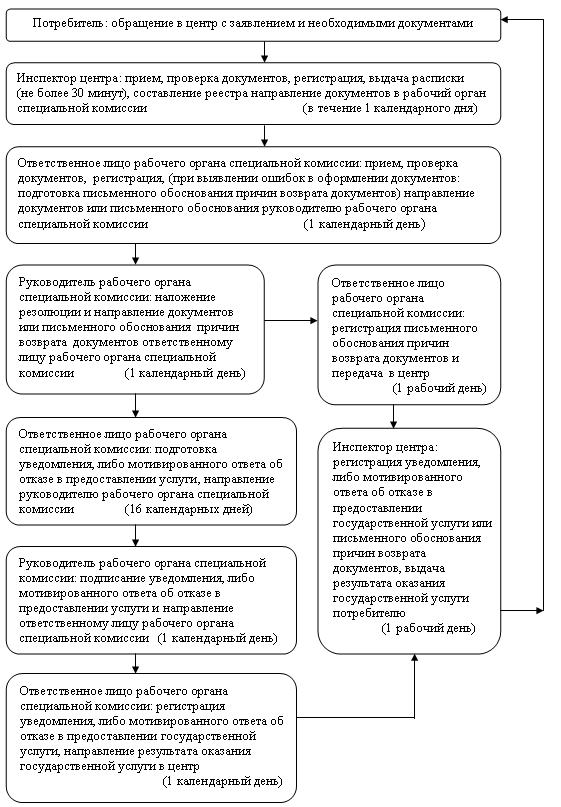 Потребитель: обращение в центр с заявлением и необходимыми документами
Инспектор центра: прием, проверка документов, регистрация, выдача расписки
(не более 30 минут), составление реестра направление документов в рабочий орган
специальной комиссии (в течение 1 календарного дня)
Ответственное лицо рабочего органа специальной комиссии: прием, проверка
документов, регистрация, (при выявлении ошибок в оформлении документов:
подготовка письменного обоснования причин возврата документов) направление
документов или письменного обоснования руководителю рабочего органа
специальной комиссии (1 календарный день)
Руководитель рабочего органа
специальной комиссии: наложение
резолюции и направление документов
или письменного обоснования причин
возврата документов ответственному
лицу рабочего органа специальной
комиссии (1 календарный день)
Ответственное лицо
рабочего органа
специальной комиссии:
регистрация письменного
обоснования причин
возврата документов и
передача в центр
(1 рабочий день)
Ответственное лицо рабочего органа
специальной комиссии: подготовка
уведомления, либо мотивированного ответа об
отказе в предоставлении услуги, направление
руководителю рабочего органа специальной
комиссии (16 календарных дней)
Инспектор центра:
регистрация уведомления,
либо мотивированного
ответа об отказе в
предоставлении
государственной услуги или
письменного обоснования
причин возврата
документов, выдача
результата оказания
государственной услуги
потребителю
(1 рабочий день)
Руководитель рабочего органа специальной
комиссии: подписание уведомления, либо
мотивированного ответа об отказе в
предоставлении услуги и направление
ответственному лицу рабочего органа
специальной комиссии (1 календарный день)
Ответственное лицо рабочего органа
специальной комиссии: регистрация
уведомления, либо мотивированного ответа об
отказе в предоставлении государственной
услуги, направление результата оказания
государственной услуги в центр
(1 календарный день)